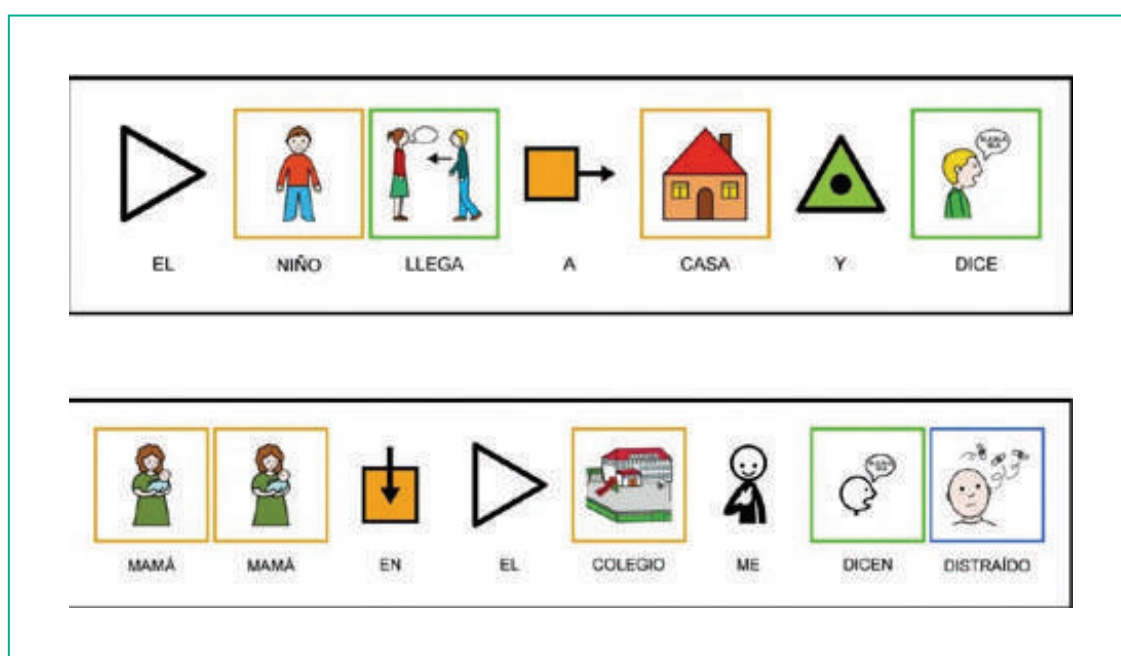 EL NIÑO LLEGA A CASA Y DICE
MAMÁ MAMÁ EN EL COLEGIO ME DICEN DISTRAÍDO